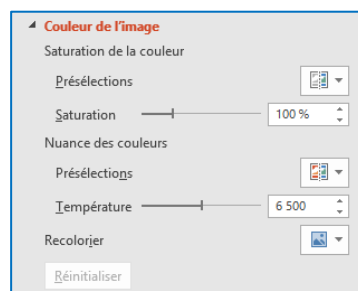 Couleur de l'image
Saturation de la couleur
Présélections
Saturation 100 %
Nuance des couleurs
Présélections
Température 6 500
Recolorier
Réinitialiser